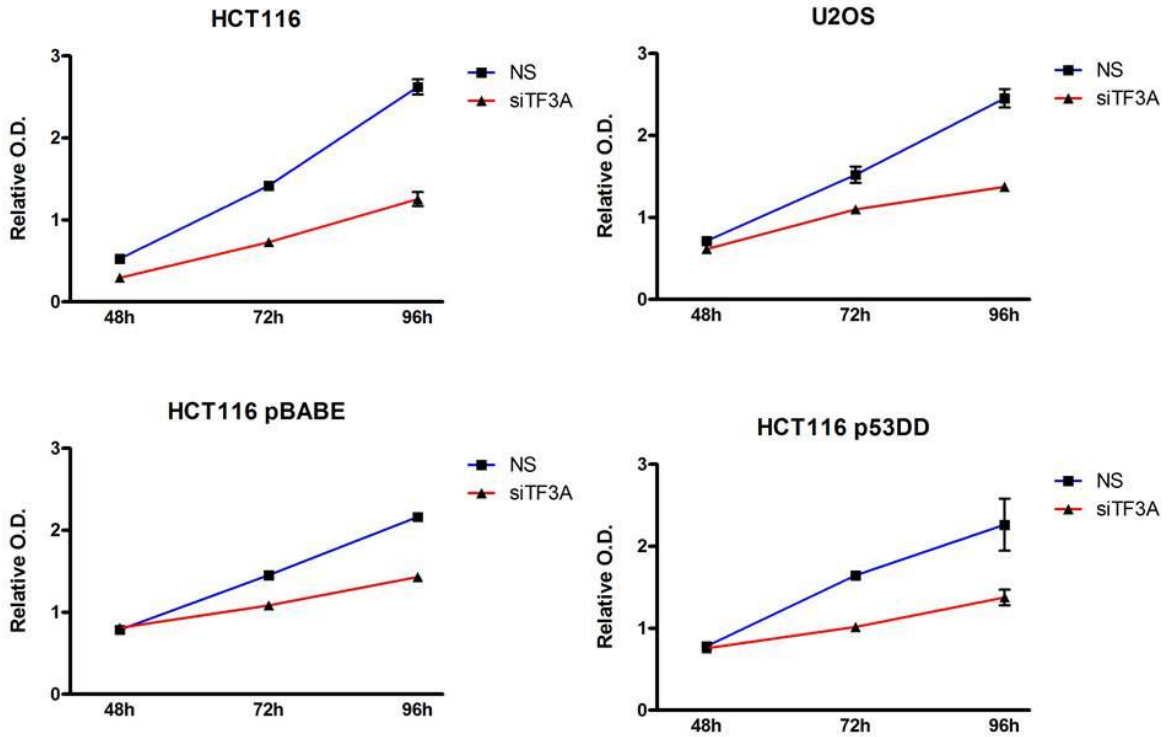 HCT116
3
2
1
0
Relative O.D.
48h 72h 96h
NS
siTF3A
U2OS
3
2
1
0
Relative O.D.
48h 72h 96h
NS
siTF3A
HCT116 pBABE
3
2
1
0
Relative O.D.
48h 72h 96h
NS
siTF3A
HCT116 p53DD
3
2
1
0
Relative O.D.
48h 72h 96h
NS
siTF3A